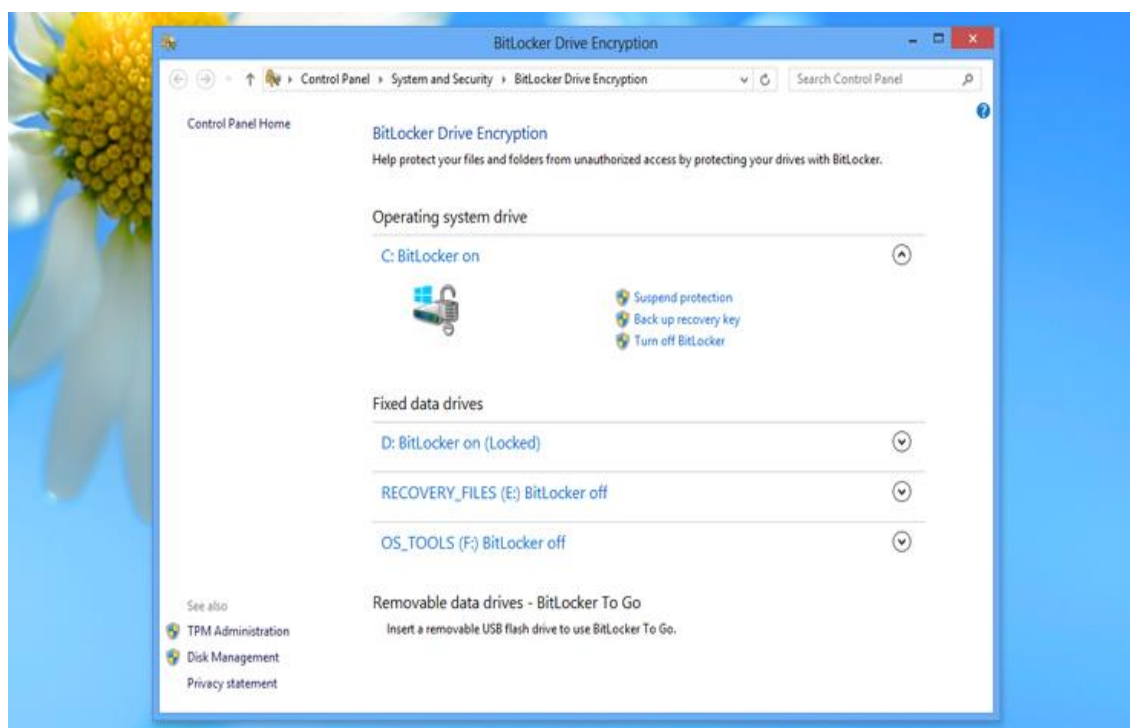 BitLocker Drive Encryption
Control Panel ▸ System and Security ▸ BitLocker Drive Encryption
Search Control Panel
Control Panel Home
BitLocker Drive Encryption
Help protect your files and folders from unauthorized access by protecting your drives with BitLocker.
Operating system drive
C: BitLocker on
Suspend protection
Back up recovery key
Turn off BitLocker
Fixed data drives
D: BitLocker on (Locked)
RECOVERY_FILES (E:) BitLocker off
OS_TOOLS (F:) BitLocker off
Removable data drives - BitLocker To Go
Insert a removable USB flash drive to use BitLocker To Go.
See also
TPM Administration
Disk Management
Privacy statement